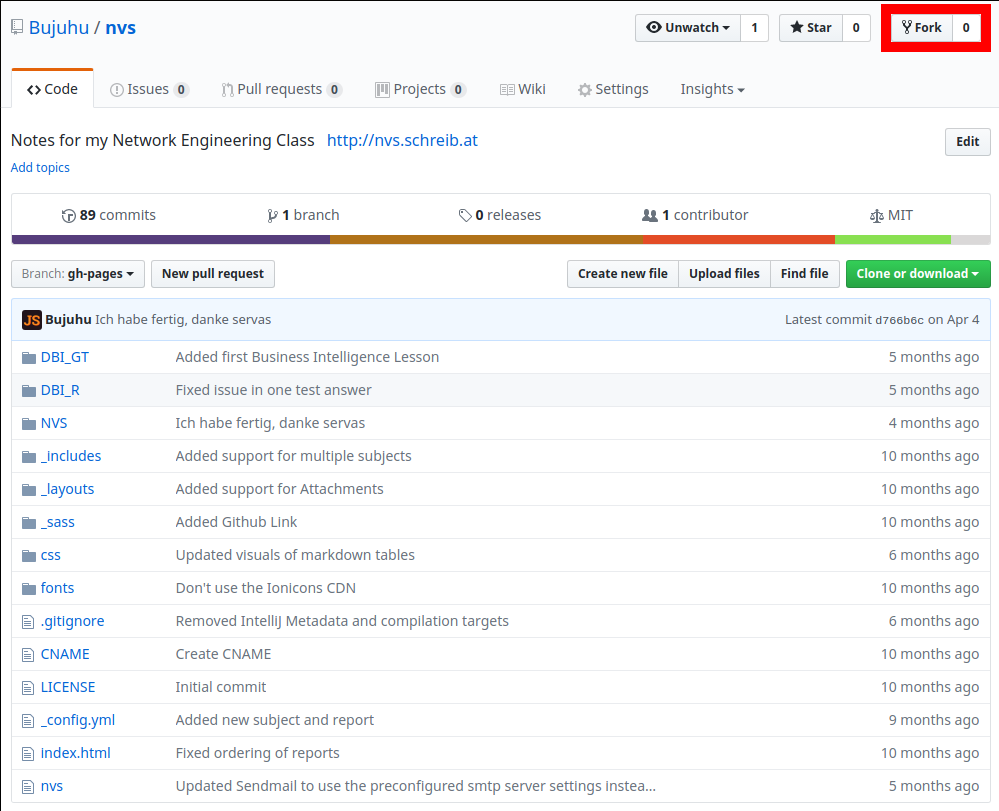 Bujuhu / nvs Unwatch 1 Star 0 Fork 0
Code Issues 0 Pull requests 0 Projects 0 Wiki Settings Insights
Notes for my Network Engineering Class http://nvs.schreib.at Edit
Add topics
89 commits 1 branch 0 releases 1 contributor MIT
Branch: gh-pages New pull request Create new file Upload files Find file Clone or download
JS Bujuhu Ich habe fertig, danke servas Latest commit d766b6c on Apr 4
DBI_GT Added first Business Intelligence Lesson 5 months ago
DBI_R Fixed issue in one test answer 5 months ago
NVS Ich habe fertig, danke servas 4 months ago
_includes Added support for multiple subjects 10 months ago
_layouts Added support for Attachments 10 months ago
_sass Added Github Link 10 months ago
css Updated visuals of markdown tables 6 months ago
fonts Don't use the Ionicons CDN 10 months ago
.gitignore Removed IntelliJ Metadata and compilation targets 6 months ago
CNAME Create CNAME 10 months ago
LICENSE Initial commit 10 months ago
_config.yml Added new subject and report 9 months ago
index.html Fixed ordering of reports 10 months ago
nvs Updated Sendmail to use the preconfigured smtp server settings instea... 5 months ago